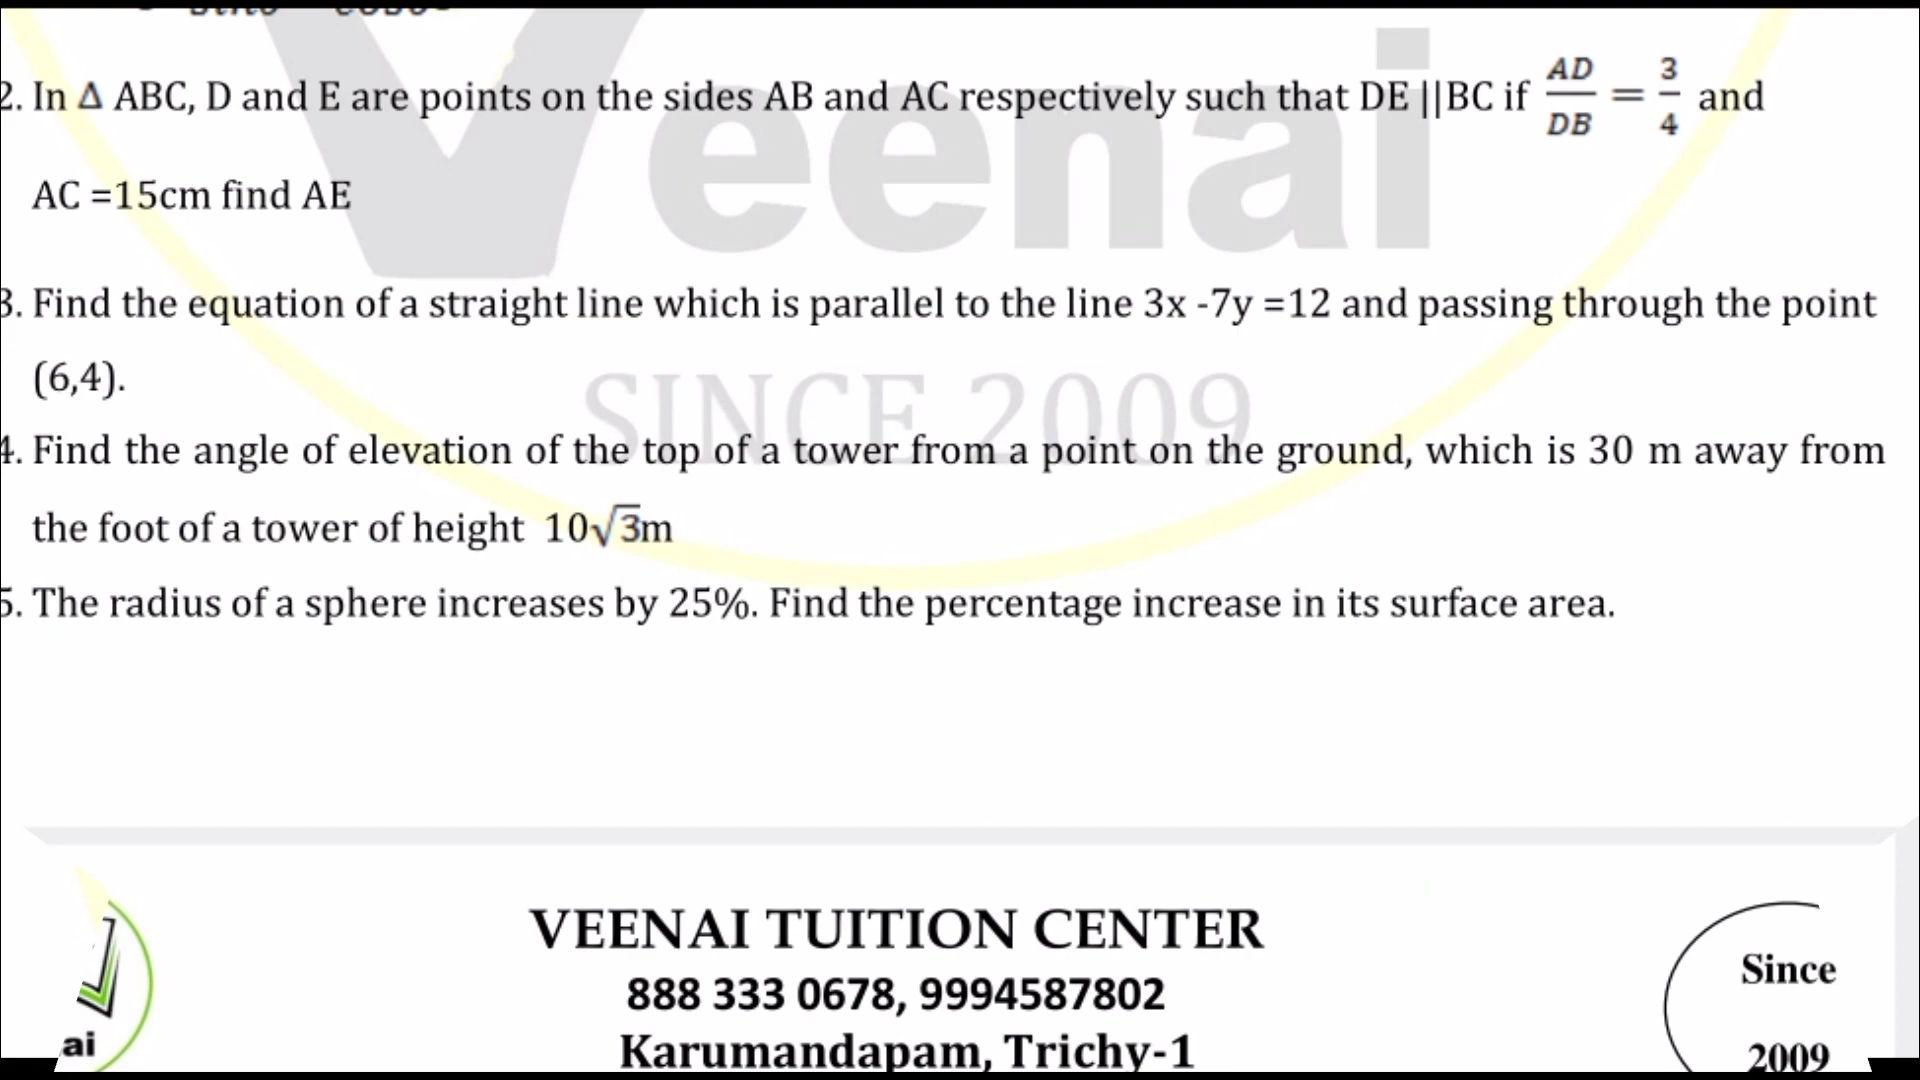 2. In Δ ABC, D and E are points on the sides AB and AC respectively such that DE ||BC if AD/DB = 3/4 and
AC =15cm find AE
3. Find the equation of a straight line which is parallel to the line 3x -7y =12 and passing through the point
(6,4).
4. Find the angle of elevation of the top of a tower from a point on the ground, which is 30 m away from
the foot of a tower of height 10√3m
5. The radius of a sphere increases by 25%. Find the percentage increase in its surface area.
Veenai
SINCE 2009
VEENAI TUITION CENTER
888 333 0678, 9994587802
Karumandapam, Trichy-1
ai
Since
2009